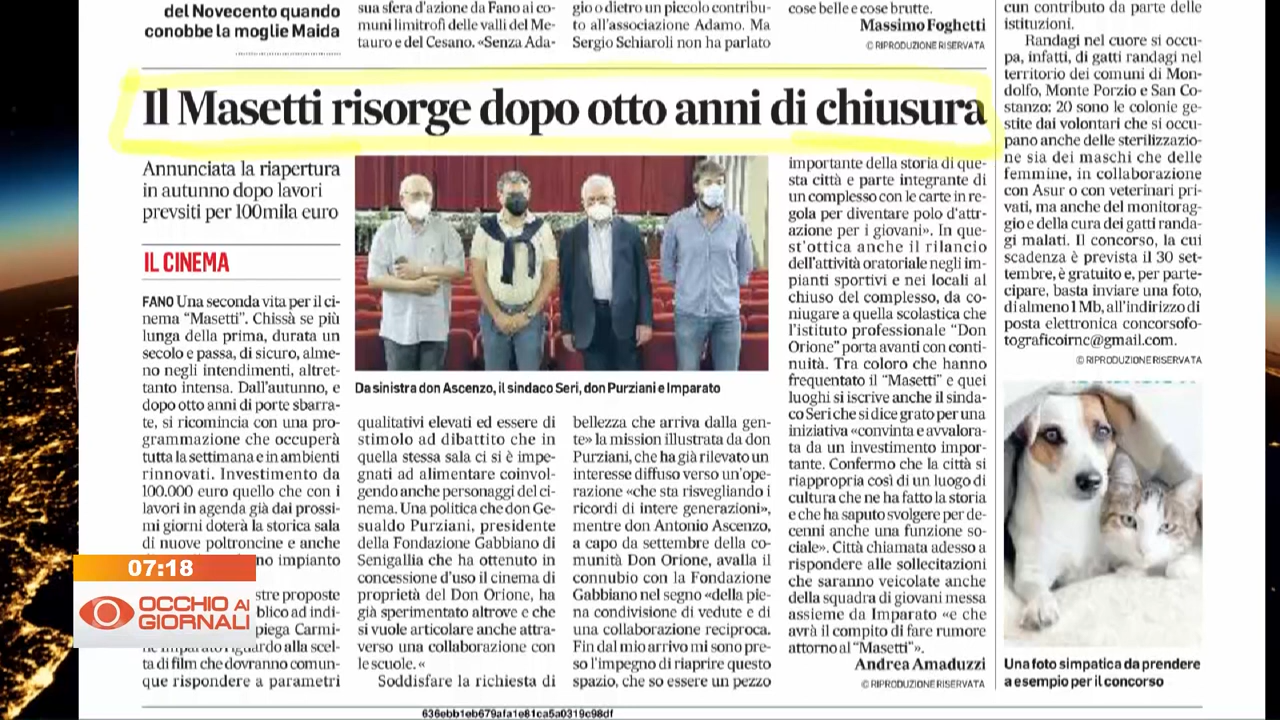 del Novecento quando
conobbe la moglie Maida
sua sfera d'azione da Fano ai co-
muni limitrofi delle valli del Me-
tauro e del Cesano. «Senza Ada-
gio o dietro un piccolo contribu-
to all'associazione Adamo. Ma
Sergio Schiaroli non ha parlato
cose belle e cose brutte.
Massimo Foghetti
© RIPRODUZIONE RISERVATA
Il Masetti risorge dopo otto anni di chiusura
Annunciata la riapertura
in autunno dopo lavori
prevsiti per 100mila euro
IL CINEMA
FANO Una seconda vita per il ci-
nema "Masetti". Chissà se più
lunga della prima, durata un
secolo e passa, di sicuro, alme-
no negli intendimenti, altret-
tanto intensa. Dall'autunno, e
dopo otto anni di porte sbarra-
te, si ricomincia con una pro-
grammazione che occuperà
tutta la settimana e in ambienti
rinnovati. Investimento da
100.000 euro quello che con i
lavori in agenda già dai prossi-
mi giorni doterà la storica sala
di nuove poltroncine e anche
no impianto
stre proposte
blico ad indi-
piega Carmi-
ne Imparato riguardo alla scel-
ta di film che dovranno comun-
que rispondere a parametri
Da sinistra don Ascenzo, il sindaco Seri, don Purziani e Imparato
qualitativi elevati ed essere di
stimolo ad dibattito che in
quella stessa sala ci si è impe-
gnati ad alimentare coinvol-
gendo anche personaggi del ci-
nema. Una politica che don Ge-
sualdo Purziani, presidente
della Fondazione Gabbiano di
Senigallia che ha ottenuto in
concessione d'uso il cinema di
proprietà del Don Orione, ha
già sperimentato altrove e che
si vuole articolare anche attra-
verso una collaborazione con
le scuole. «
Soddisfare la richiesta di
bellezza che arriva dalla gen-
te» la mission illustrata da don
Purziani, che ha già rilevato un
interesse diffuso verso un'ope-
razione «che sta risvegliando i
ricordi di intere generazioni»,
mentre don Antonio Ascenzo,
a capo da settembre della co-
munità Don Orione, avalla il
connubio con la Fondazione
Gabbiano nel segno «della pie-
na condivisione di vedute e di
una collaborazione reciproca.
Fin dal mio arrivo mi sono pre-
so l'impegno di riaprire questo
spazio, che so essere un pezzo
importante della storia di que-
sta città e parte integrante di
un complesso con le carte in re-
gola per diventare polo d'attr-
azione per i giovani». In que-
st'ottica anche il rilancio
dell'attività oratoriale negli im-
pianti sportivi e nei locali al
chiuso del complesso, da co-
niugare a quella scolastica che
l'istituto professionale "Don
Orione" porta avanti con conti-
nuità. Tra coloro che hanno
frequentato il "Masetti" e quei
luoghi si iscrive anche il sinda-
co Seri che si dice grato per una
iniziativa «convinta e avvalora-
ta da un investimento impor-
tante. Confermo che la città si
riappropria così di un luogo di
cultura che ne ha fatto la storia
e che ha saputo svolgere per de-
cenni anche una funzione so-
ciale». Città chiamata adesso a
rispondere alle sollecitazioni
che saranno veicolate anche
della squadra di giovani messa
assieme da Imparato «e che
avrà il compito di fare rumore
attorno al "Masetti"».
Andrea Amaduzzi
© RIPRODUZIONE RISERVATA
cun contributo da parte delle
istituzioni.
Randagi nel cuore si occu-
pa, infatti, di gatti randagi nel
territorio dei comuni di Mon-
dolfo, Monte Porzio e San Co-
stanzo: 20 sono le colonie ge-
stite dai volontari che si occu-
pano anche delle sterilizzazio-
ne sia dei maschi che delle
femmine, in collaborazione
con Asur o con veterinari pri-
vati, ma anche del monitorag-
gio e della cura dei gatti randa-
gi malati. Il concorso, la cui
scadenza è prevista il 30 set-
tembre, è gratuito e, per parte-
cipare, basta inviare una foto,
di almeno 1 Mb, all'indirizzo di
posta elettronica concorsofo-
tograficoirnc@gmail.com.
© RIPRODUZIONE RISERVATA
Una foto simpatica da prendere
a esempio per il concorso
07:18
OCCHIO AI
GIORNALI
636ebb1eb679afa1e81ca5a0319c98df